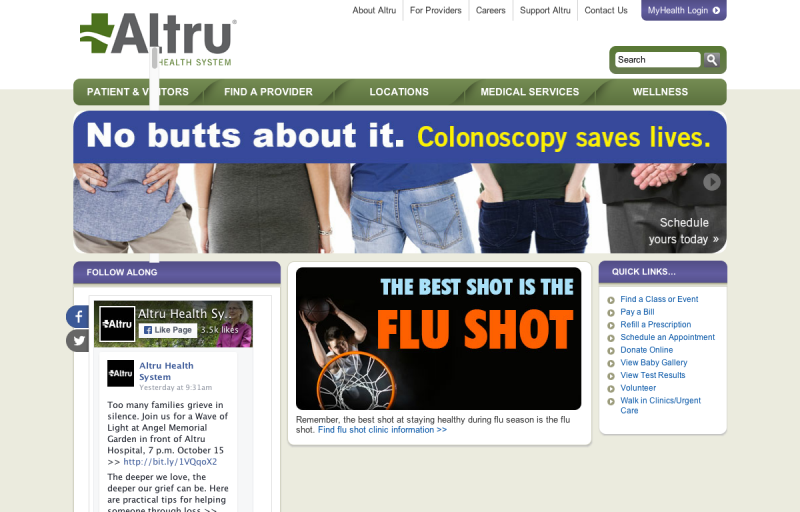 About Altru
For Providers
Careers
Support Altru
Contact Us
MyHealth Login
Altru®
HEALTH SYSTEM
Search
FIND A PROVIDER
LOCATIONS
MEDICAL SERVICES
WELLNESS
No butts about it. Colonoscopy saves lives.
Schedule
yours today »
FOLLOW ALONG
Altru
Altru Health Sy...
Like Page
3.5k likes
Altru
Altru Health
System
Yesterday at 9:31am
Too many families grieve in
silence. Join us for a Wave of
Light at Angel Memorial
Garden in front of Altru
Hospital, 7 p.m. October 15
>> http://bit.ly/1VQqoX2
The deeper we love, the
deeper our grief can be. Here
are practical tips for helping
someone through loss >>
THE BEST SHOT IS THE
FLU SHOT
Remember, the best shot at staying healthy during flu season is the flu
shot. Find flu shot clinic information >>
QUICK LINKS...
Find a Class or Event
Pay a Bill
Refill a Prescription
Schedule an Appointment
Donate Online
View Baby Gallery
View Test Results
Volunteer
Walk in Clinics/Urgent
Care